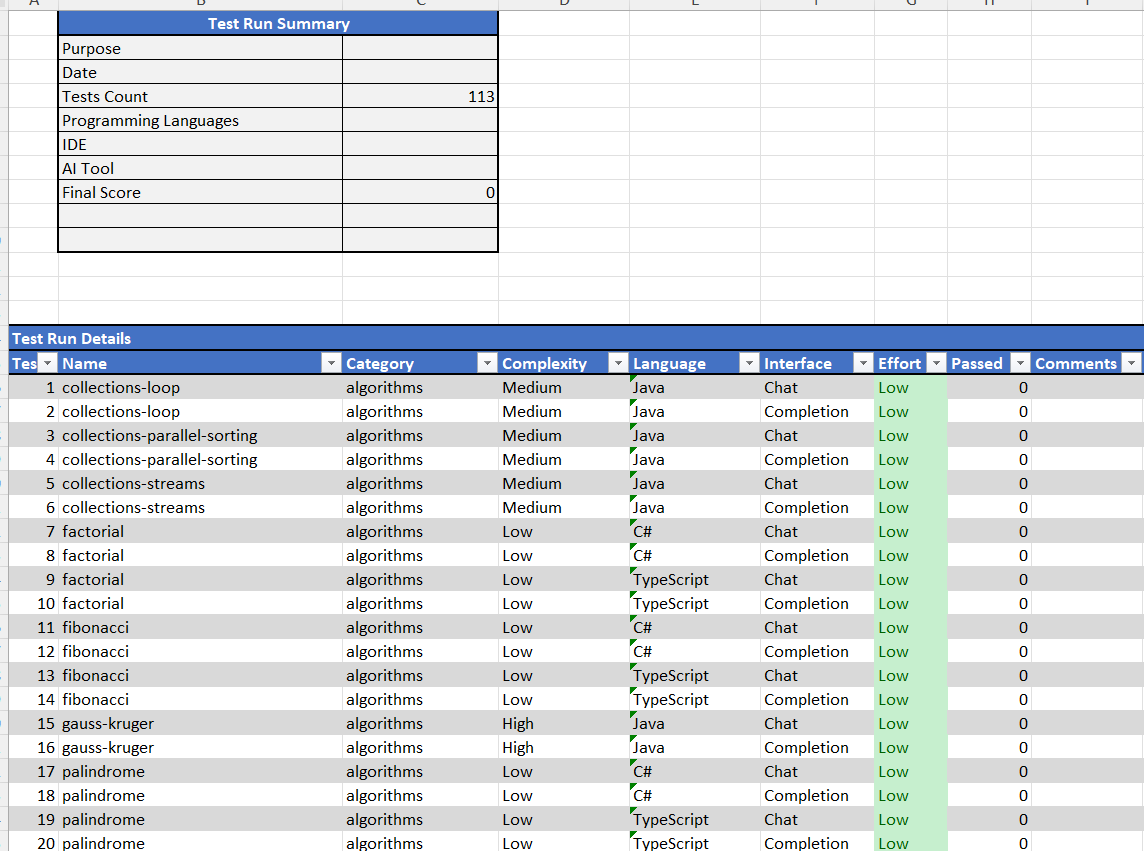 A B C D E F G H I
Test Run Summary
Purpose
Date
Tests Count 113
Programming Languages
IDE
AI Tool
Final Score 0
Test Run Details
Tes Name Category Complexity Language Interface Effort Passed Comments
1 collections-loop algorithms Medium Java Chat Low 0
2 collections-loop algorithms Medium Java Completion Low 0
3 collections-parallel-sorting algorithms Medium Java Chat Low 0
4 collections-parallel-sorting algorithms Medium Java Completion Low 0
5 collections-streams algorithms Medium Java Chat Low 0
6 collections-streams algorithms Medium Java Completion Low 0
7 factorial algorithms Low C# Chat Low 0
8 factorial algorithms Low C# Completion Low 0
9 factorial algorithms Low TypeScript Chat Low 0
10 factorial algorithms Low TypeScript Completion Low 0
11 fibonacci algorithms Low C# Chat Low 0
12 fibonacci algorithms Low C# Completion Low 0
13 fibonacci algorithms Low TypeScript Chat Low 0
14 fibonacci algorithms Low TypeScript Completion Low 0
15 gauss-kruger algorithms High Java Chat Low 0
16 gauss-kruger algorithms High Java Completion Low 0
17 palindrome algorithms Low C# Chat Low 0
18 palindrome algorithms Low C# Completion Low 0
19 palindrome algorithms Low TypeScript Chat Low 0
20 palindrome algorithms Low TypeScript Completion Low 0